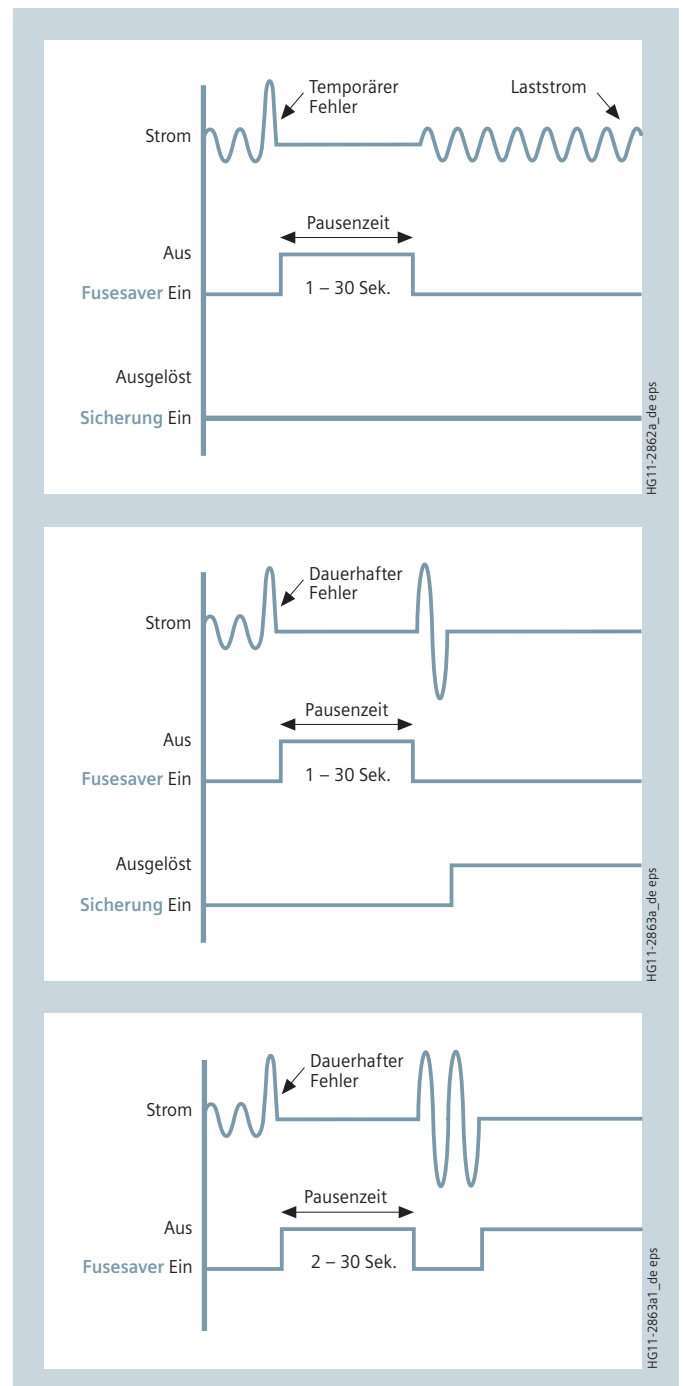 Temporärer
Fehler
Laststrom
Strom
Pausenzeit
Aus
Fusesaver Ein
1 – 30 Sek.
Ausgelöst
Sicherung Ein
HG11-2862a_de eps
Dauerhafter
Fehler
Strom
Pausenzeit
Aus
Fusesaver Ein
1 – 30 Sek.
Ausgelöst
Sicherung Ein
HG11-2863a_de eps
Dauerhafter
Fehler
Strom
Pausenzeit
Aus
Fusesaver Ein
2 – 30 Sek.
HG11-2863a1_de eps